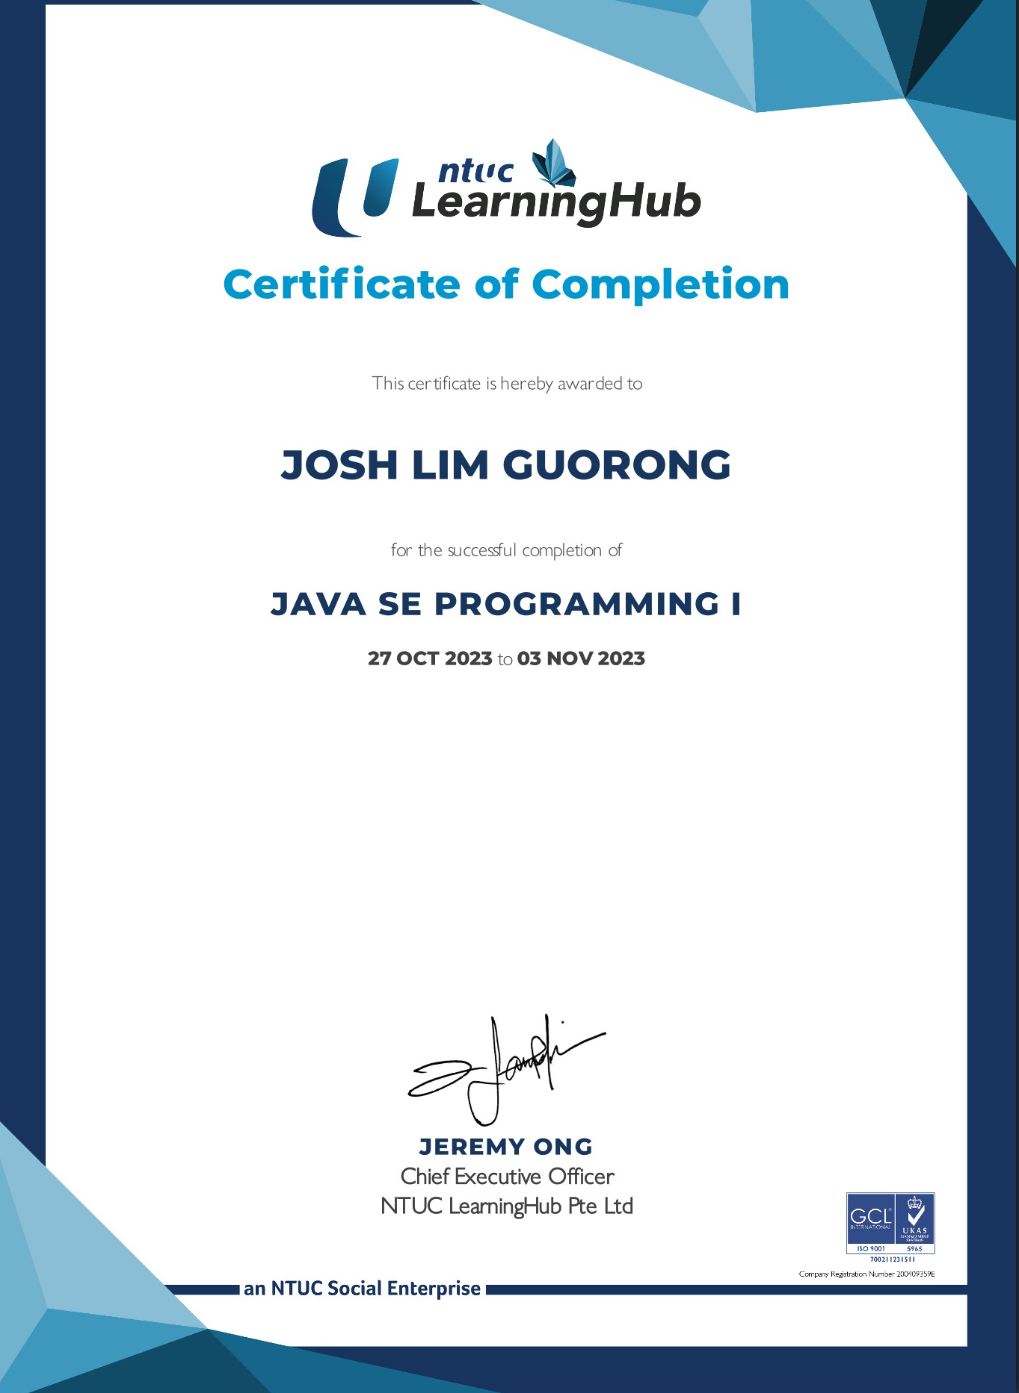 ntuc
LearningHub
Certificate of Completion
This certificate is hereby awarded to
JOSH LIM GUORONG
for the successful completion of
JAVA SE PROGRAMMING I
27 OCT 2023 to 03 NOV 2023
JEREMY ONG
Chief Executive Officer
NTUC LearningHub Pte Ltd
GCL
INTERNATIONAL
UKAS
MANAGEMENT
SYSTEMS
ISO 9001 5965
700211231511
Company Registration Number 200409359E
an NTUC Social Enterprise